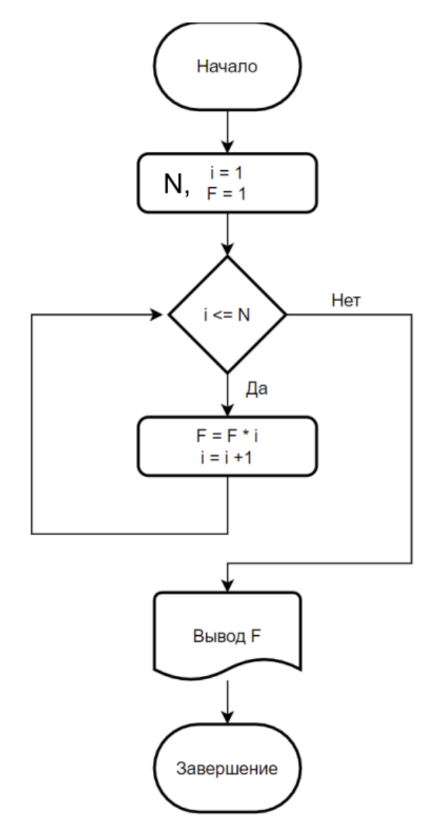 Начало
N, i = 1
F = 1
i <= N
Нет
Да
F = F * i
i = i +1
Вывод F
Завершение